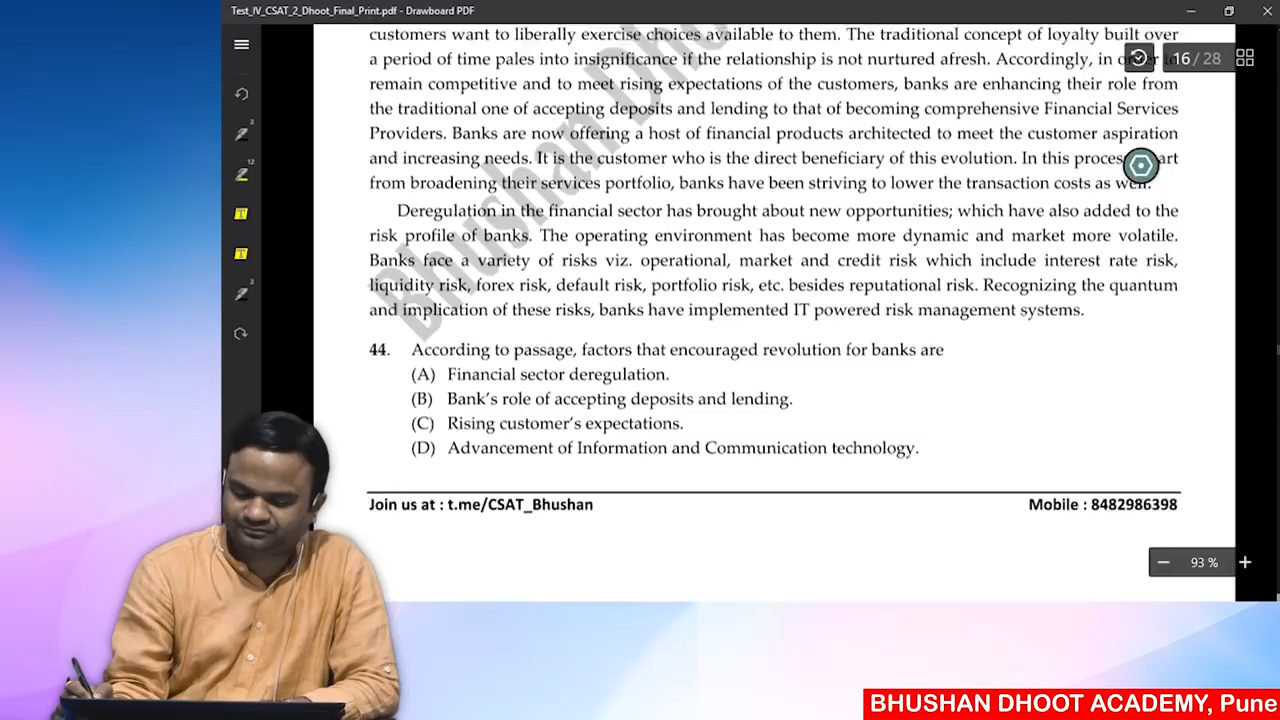 Test_IV_CSAT_2_Dhoot_Final_Print.pdf - Drawboard PDF
customers want to liberally exercise choices available to them. The traditional concept of loyalty built over
a period of time pales into insignificance if the relationship is not nurtured afresh. Accordingly, in order to
16 / 28
remain competitive and to meet rising expectations of the customers, banks are enhancing their role from
the traditional one of accepting deposits and lending to that of becoming comprehensive Financial Services
Providers. Banks are now offering a host of financial products architected to meet the customer aspiration
and increasing needs. It is the customer who is the direct beneficiary of this evolution. In this process
from broadening their services portfolio, banks have been striving to lower the transaction costs as well.
Deregulation in the financial sector has brought about new opportunities; which have also added to the
risk profile of banks. The operating environment has become more dynamic and market more volatile.
Banks face a variety of risks viz. operational, market and credit risk which include interest rate risk,
liquidity risk, forex risk, default risk, portfolio risk, etc. besides reputational risk. Recognizing the quantum
and implication of these risks, banks have implemented IT powered risk management systems.
44. According to passage, factors that encouraged revolution for banks are
(A) Financial sector deregulation.
(B) Bank's role of accepting deposits and lending.
(C) Rising customer's expectations.
(D) Advancement of Information and Communication technology.
Join us at : t.me/CSAT_Bhushan
Mobile : 8482986398
93 %
Bhushan Dho
2
12
2
BHUSHAN DHOOT ACADEMY, Pune